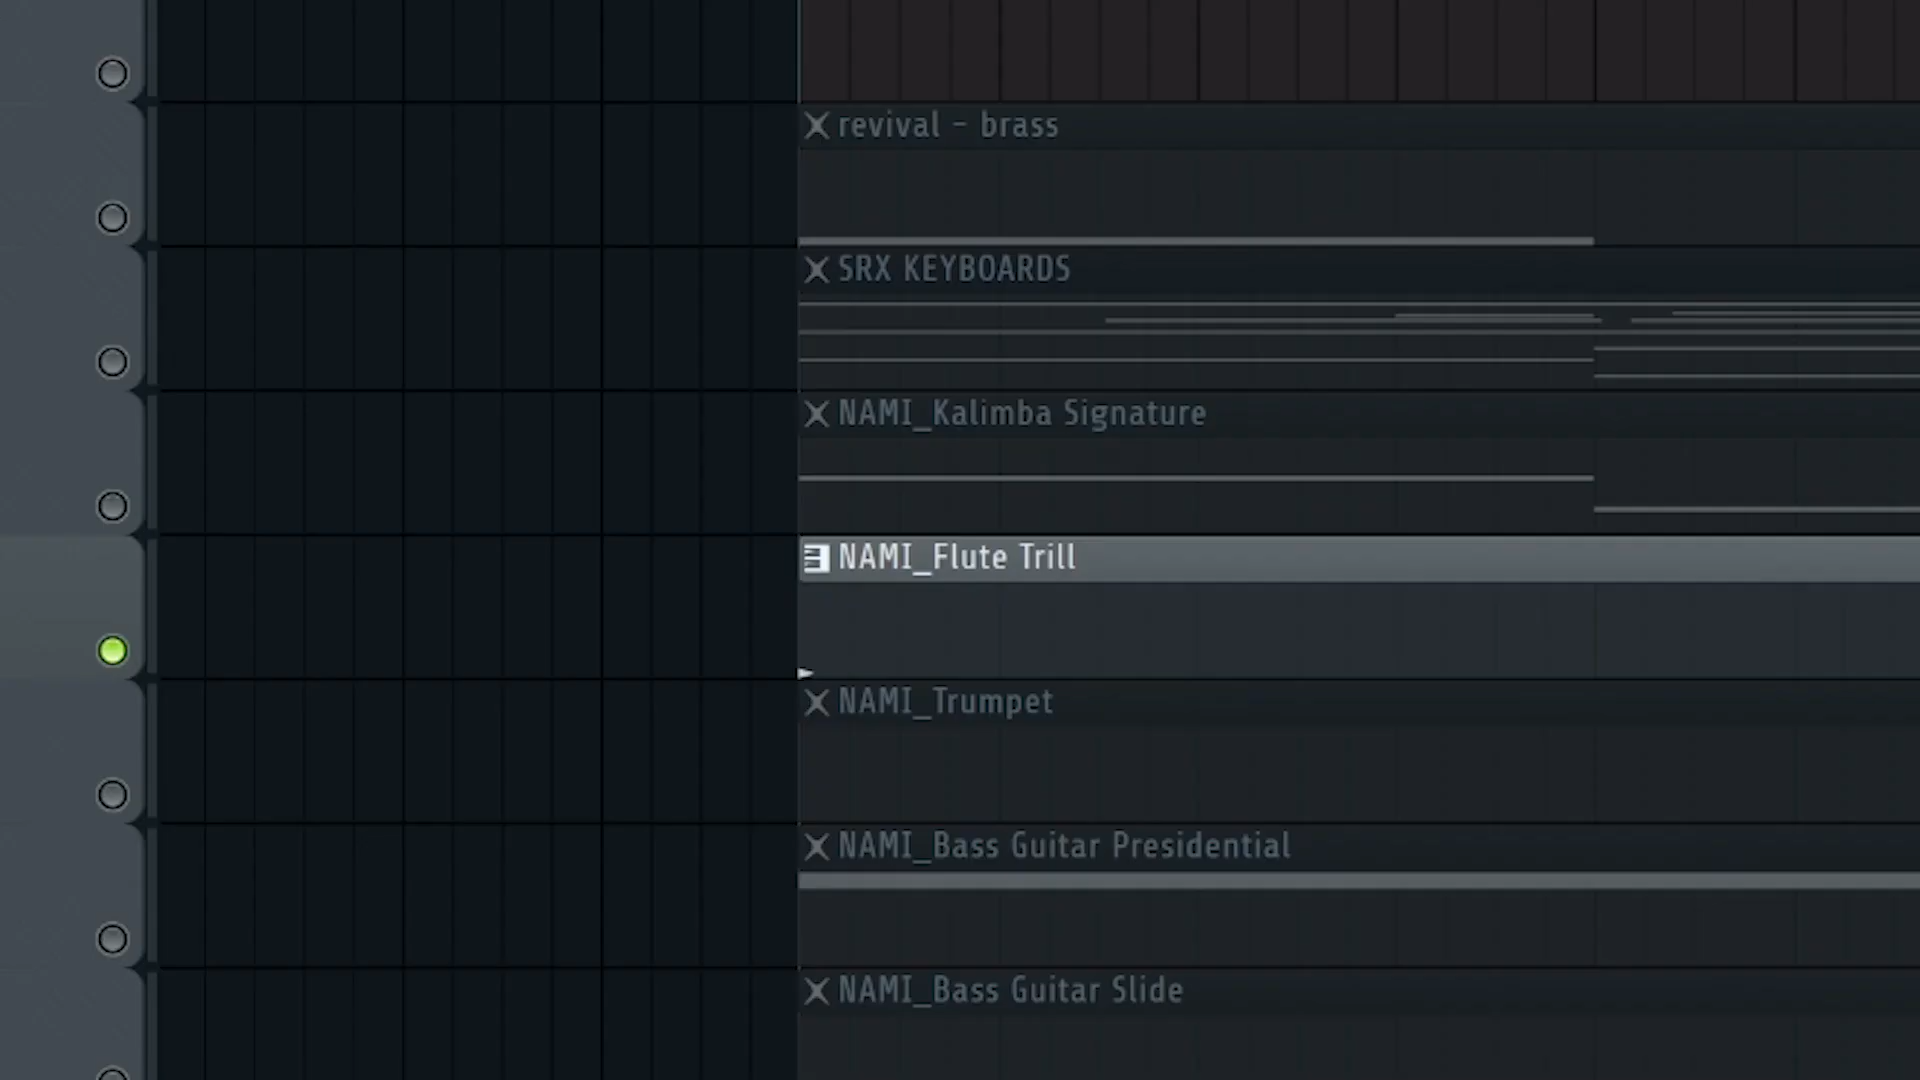 revival - brass
SRX KEYBOARDS
NAMI_Kalimba Signature
NAMI_Flute Trill
NAMI_Trumpet
NAMI_Bass Guitar Presidential
NAMI_Bass Guitar Slide